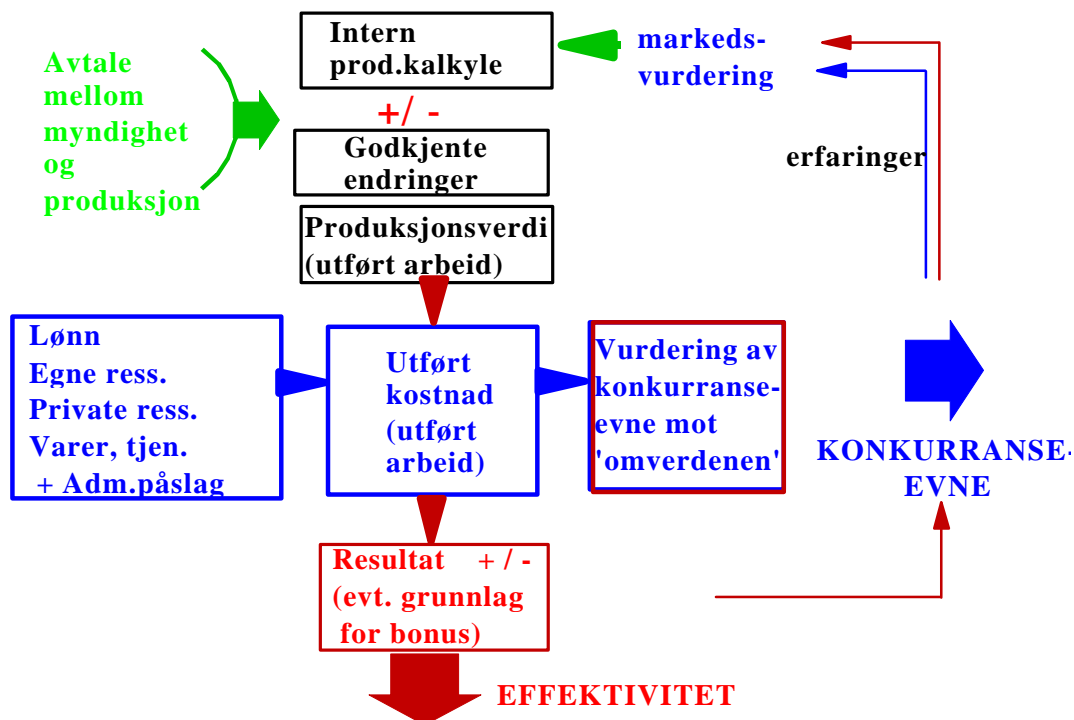 Avtale
mellom
myndighet
og
produksjon
Intern
prod.kalkyle
markeds-
vurdering
+/ -
Godkjente
endringer
erfaringer
Produksjonsverdi
(utført arbeid)
Lønn
Egne ress.
Private ress.
Varer, tjen.
+ Adm.påslag
Utført
kostnad
(utført
arbeid)
Vurdering av
konkurranse-
evne mot
'omverdenen'
KONKURRANSE-
EVNE
Resultat + / -
(evt. grunnlag
for bonus)
EFFEKTIVITET